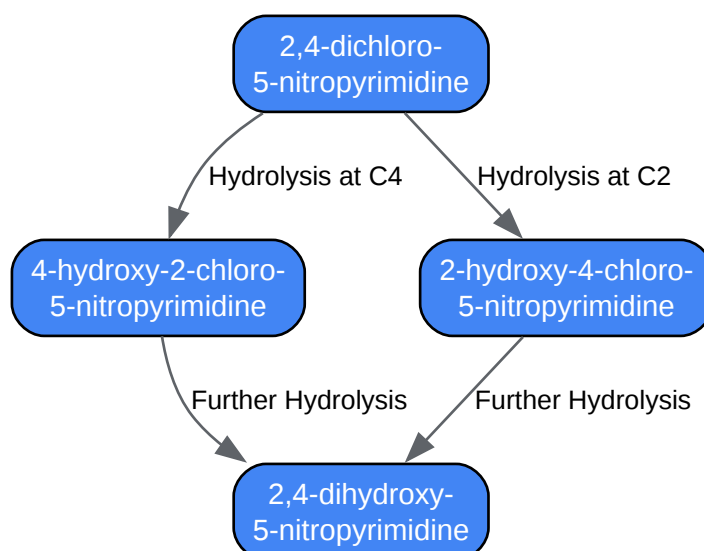 2,4-dichloro-
5-nitropyrimidine
Hydrolysis at C4
Hydrolysis at C2
4-hydroxy-2-chloro-
5-nitropyrimidine
2-hydroxy-4-chloro-
5-nitropyrimidine
Further Hydrolysis
Further Hydrolysis
2,4-dihydroxy-
5-nitropyrimidine